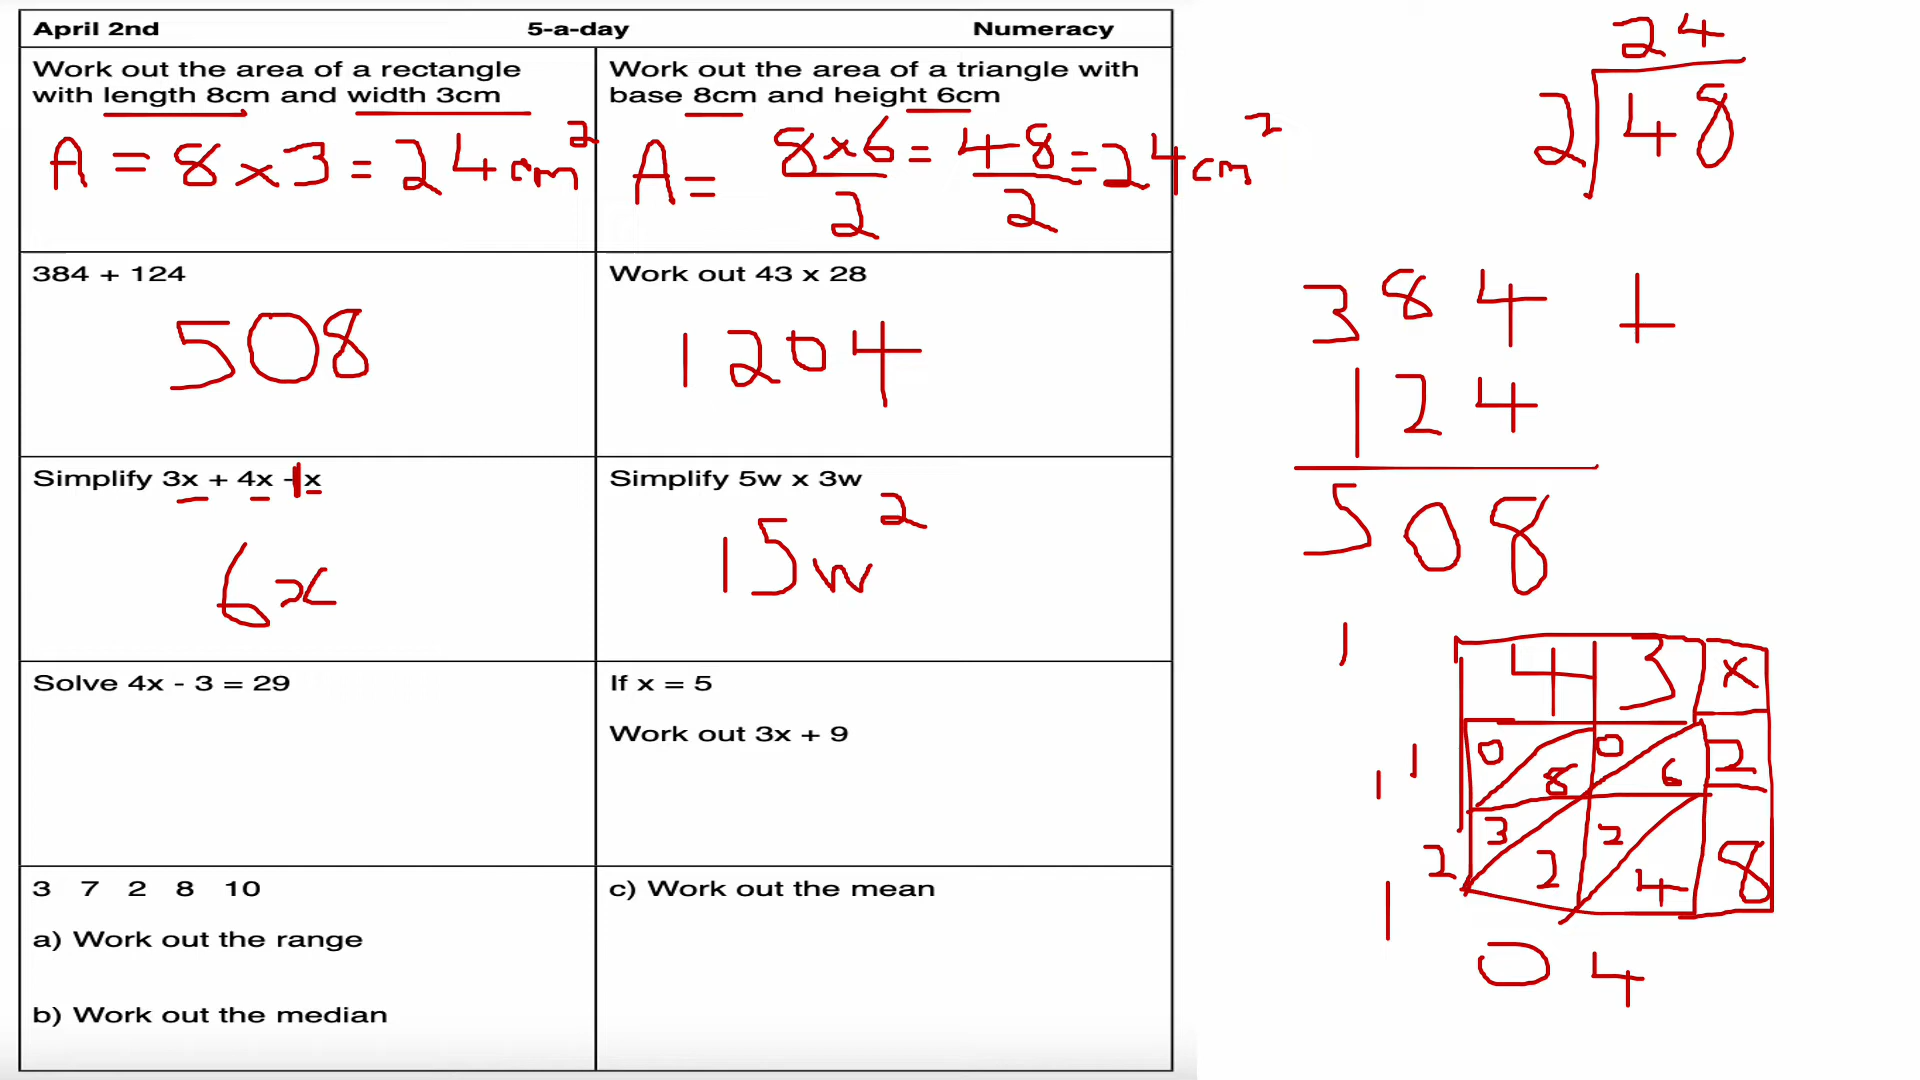 April 2nd 5-a-day Numeracy
Work out the area of a rectangle
with length 8cm and width 3cm
A = 8 x 3 = 24cm²
Work out the area of a triangle with
base 8cm and height 6cm
A = 8x6/2 = 48/2 = 24cm²
384 + 124
508
Work out 43 x 28
1204
Simplify 3x + 4x - 1x
6x
Simplify 5w x 3w
15w²
Solve 4x - 3 = 29
If x = 5
Work out 3x + 9
3 7 2 8 10
a) Work out the range
b) Work out the median
c) Work out the mean
24
2 48
384 +
124
508
1
4 3 x
0 0
1 1 8 6 2
3 2
2 2 4 8
1
0 4